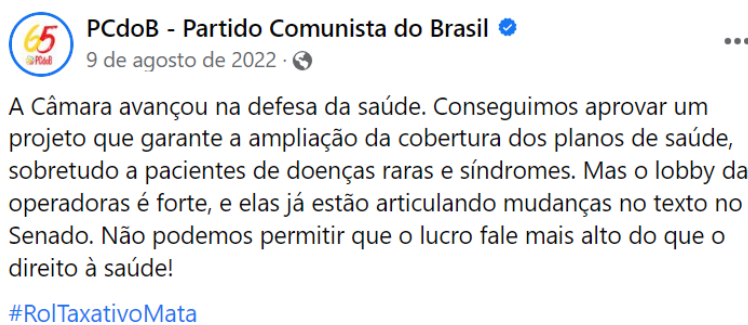 PCdoB - Partido Comunista do Brasil
9 de agosto de 2022 ·
65
PCdoB
A Câmara avançou na defesa da saúde. Conseguimos aprovar um
projeto que garante a ampliação da cobertura dos planos de saúde,
sobretudo a pacientes de doenças raras e síndromes. Mas o lobby da
operadoras é forte, e elas já estão articulando mudanças no texto no
Senado. Não podemos permitir que o lucro fale mais alto do que o
direito à saúde!
#RolTaxativoMata